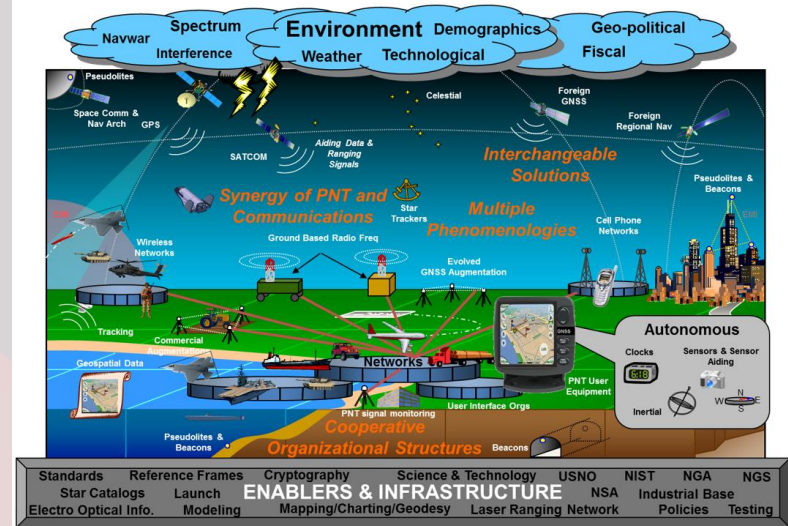 Navwar
Spectrum
Interference
Environment
Weather
Demographics
Technological
Geo-political
Fiscal
Pseudolites
Space Comm &
Nav Arch
GPS
SATCOM
Aiding Data &
Ranging
Signals
Celestial
Foreign
GNSS
Foreign
Regional Nav
Interchangeable
Solutions
Synergy of PNT and
Communications
Star
Trackers
Multiple
Phenomenologies
Pseudolites &
Beacons
EMI
EMI
Cell Phone
Networks
Wireless
Networks
Ground Based Radio Freq
Evolved
GNSS Augmentation
Tracking
Commercial
Augmentation
Geospatial Data
Networks
GNSS
PNT User
Equipment
Autonomous
Clocks
6:18
Sensors & Sensor
Aiding
Inertial
N
W
E
S
PNT signal monitoring
User Interface Orgs
Pseudolites &
Beacons
Cooperative
Organizational Structures
Beacons
Standards
Reference Frames
Cryptography
Science & Technology
USNO
NIST
NGA
NGS
Star Catalogs
Launch
ENABLERS & INFRASTRUCTURE
NSA
Industrial Base
Electro Optical Info.
Modeling
Mapping/Charting/Geodesy
Laser Ranging Network
Policies
Testing